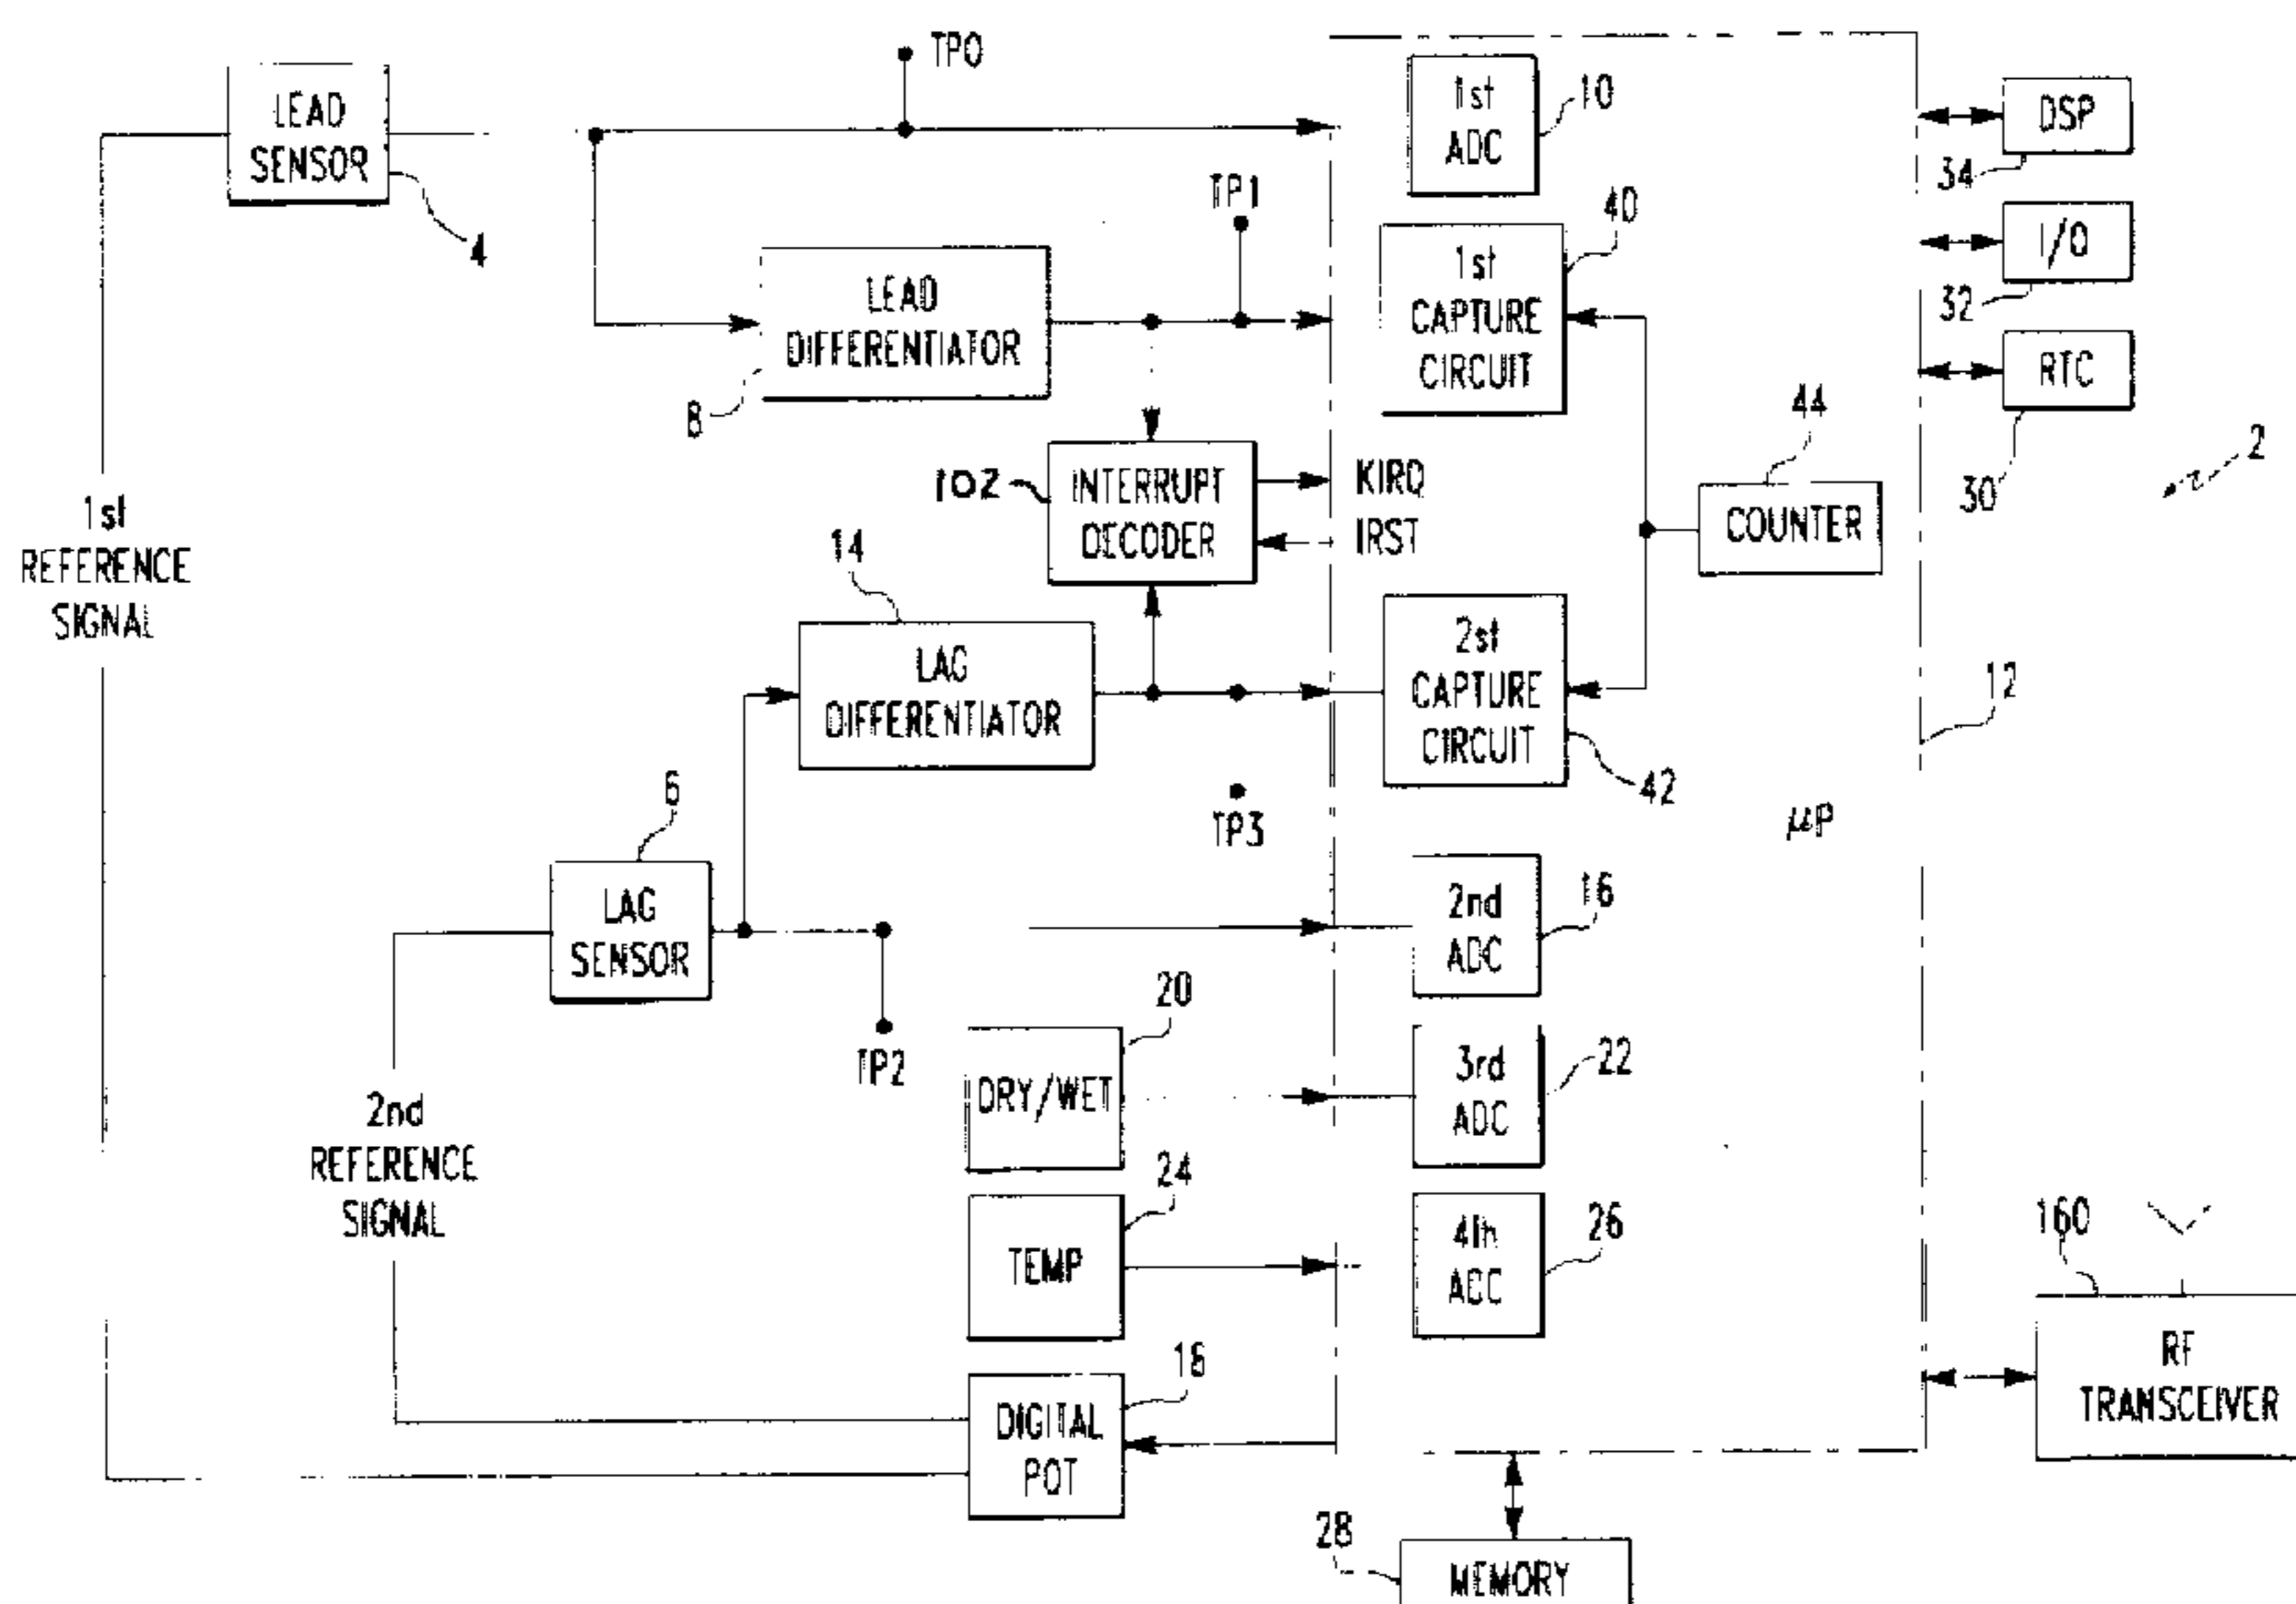 TP0
LEAD
SENSOR
4
1st
ADC
10
DSP
34
TP1
40
I/O
32
LEAD
DIFFERENTIATOR
8
1st
CAPTURE
CIRCUIT
RTC
30
44
2
102
INTERRUPT
DECODER
KIRQ
IRST
COUNTER
1st
REFERENCE
SIGNAL
14
LAG
DIFFERENTIATOR
2st
CAPTURE
CIRCUIT
42
12
6
TP3
μP
LAG
SENSOR
2nd
ADC
16
TP2
20
DRY/WET
3rd
ADC
22
2nd
REFERENCE
SIGNAL
24
TEMP
4th
ADC
26
160
RF
TRANSCEIVER
18
DIGITAL
POT
28
MEMORY